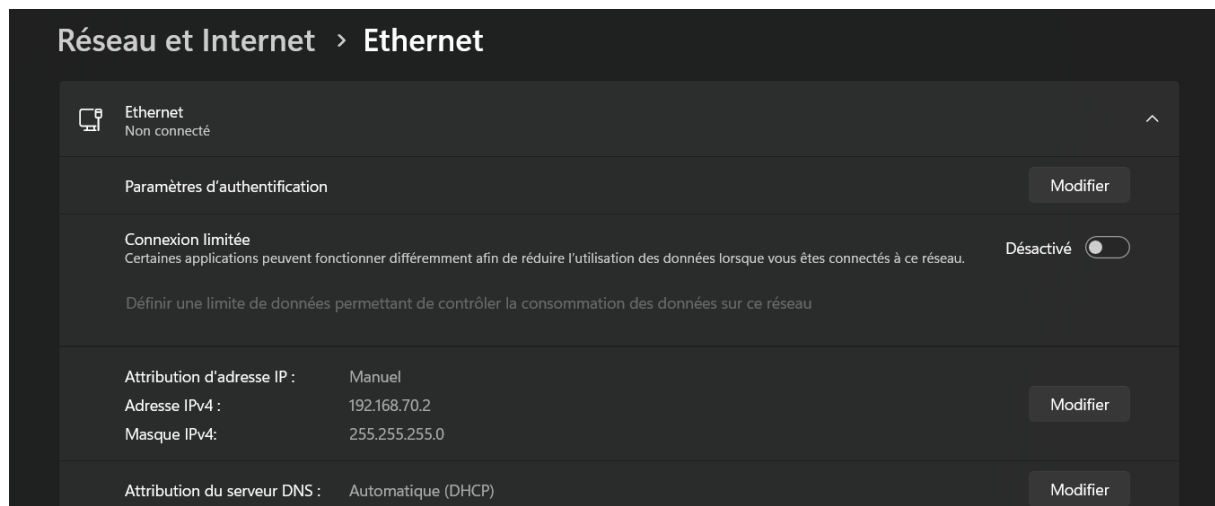 Réseau et Internet > Ethernet
Ethernet
Non connecté
Paramètres d'authentification
Modifier
Connexion limitée
Certaines applications peuvent fonctionner différemment afin de réduire l'utilisation des données lorsque vous êtes connectés à ce réseau.
Désactivé
Définir une limite de données permettant de contrôler la consommation des données sur ce réseau
Attribution d'adresse IP : Manuel
Adresse IPv4 : 192.168.70.2
Masque IPv4: 255.255.255.0
Modifier
Attribution du serveur DNS : Automatique (DHCP)
Modifier